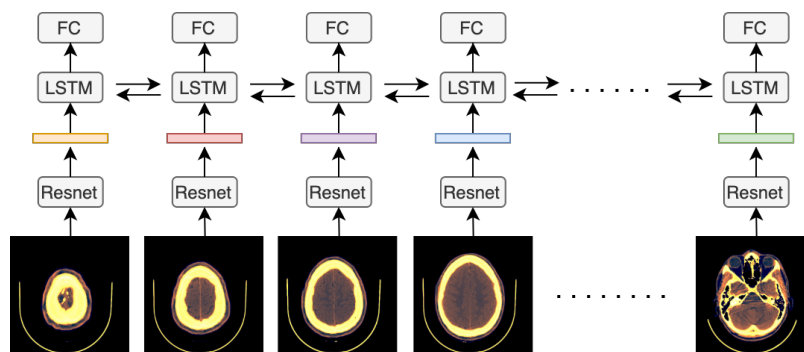 FC FC FC FC FC
LSTM LSTM LSTM LSTM . . . . . . LSTM
Resnet Resnet Resnet Resnet Resnet
. . . . . . . .